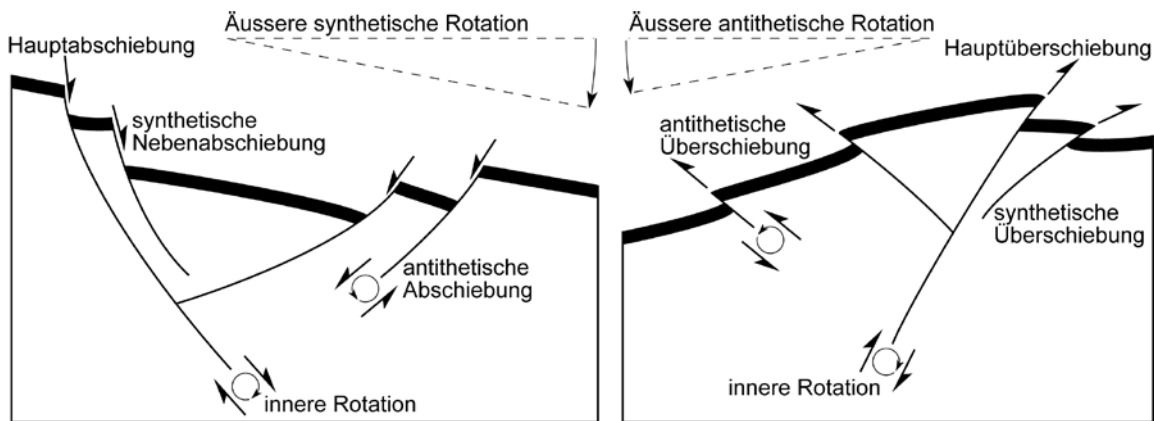 Äussere synthetische Rotation
Hauptabschiebung
synthetische
Nebenabschiebung
antithetische
Abschiebung
innere Rotation
Äussere antithetische Rotation
Hauptüberschiebung
antithetische
Überschiebung
synthetische
Überschiebung
innere Rotation